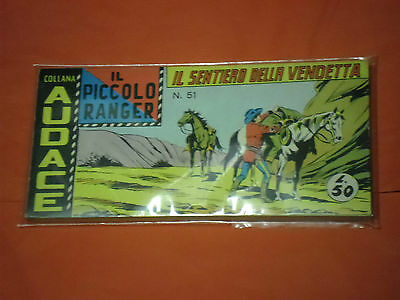 COLLANA
AUDACE
IL
PICCOLO
RANGER
IL SENTIERO DELLA VENDETTA
N. 51
L. 50